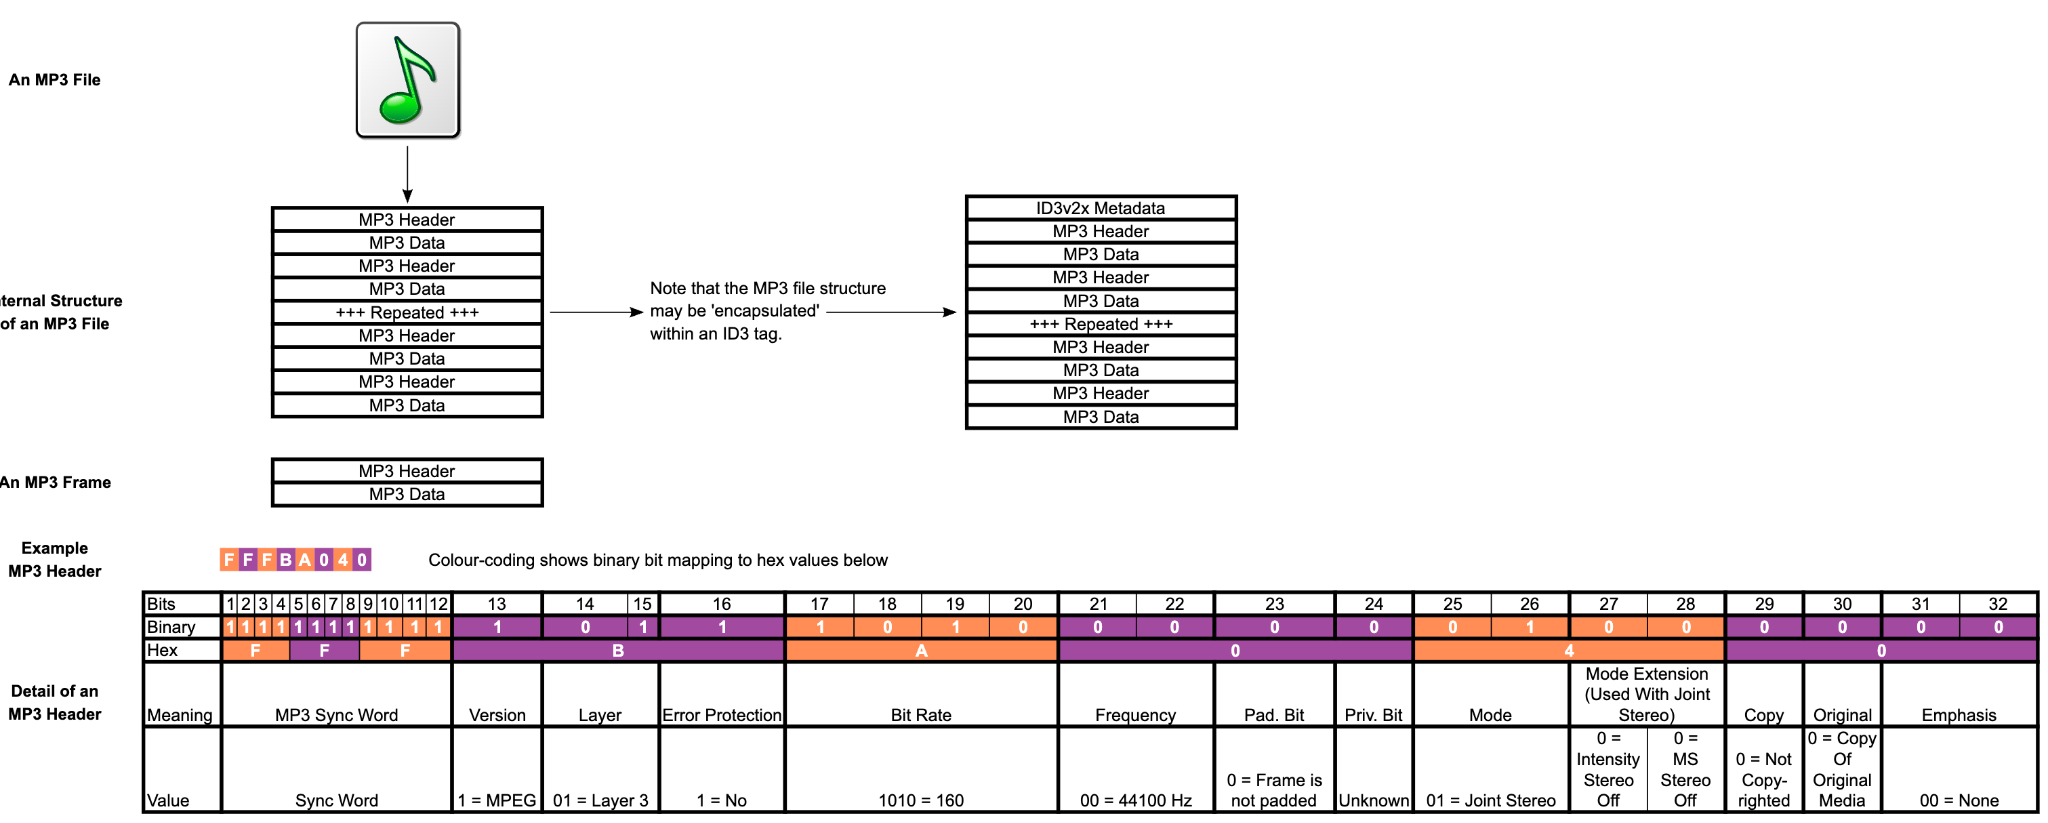 An MP3 File
MP3 Header
MP3 Data
MP3 Header
MP3 Data
+++ Repeated +++
MP3 Header
MP3 Data
MP3 Header
MP3 Data
nternal Structure
of an MP3 File
Note that the MP3 file structure
may be 'encapsulated'
within an ID3 tag.
ID3v2x Metadata
MP3 Header
MP3 Data
MP3 Header
MP3 Data
+++ Repeated +++
MP3 Header
MP3 Data
MP3 Header
MP3 Data
An MP3 Frame
MP3 Header
MP3 Data
Example
MP3 Header
F F F B A 0 4 0
Colour-coding shows binary bit mapping to hex values below
Detail of an
MP3 Header
Bits 1 2 3 4 5 6 7 8 9 10 11 12 13 14 15 16 17 18 19 20 21 22 23 24 25 26 27 28 29 30 31 32
Binary 1 1 1 1 1 1 1 1 1 1 1 1 1 0 1 1 1 0 1 0 0 0 0 0 0 1 0 0 0 0 0 0
Hex F F F B A 0 4 0
Meaning
MP3 Sync Word
Version
Layer
Error Protection
Bit Rate
Frequency
Pad. Bit
Priv. Bit
Mode
Mode Extension
(Used With Joint
Stereo)
Copy
Original
Emphasis
Value
Sync Word
1 = MPEG
01 = Layer 3
1 = No
1010 = 160
00 = 44100 Hz
0 = Frame is
not padded
Unknown
01 = Joint Stereo
0 =
Intensity
Stereo
Off
0 =
MS
Stereo
Off
0 = Not
Copy-
righted
0 = Copy
Of
Original
Media
00 = None